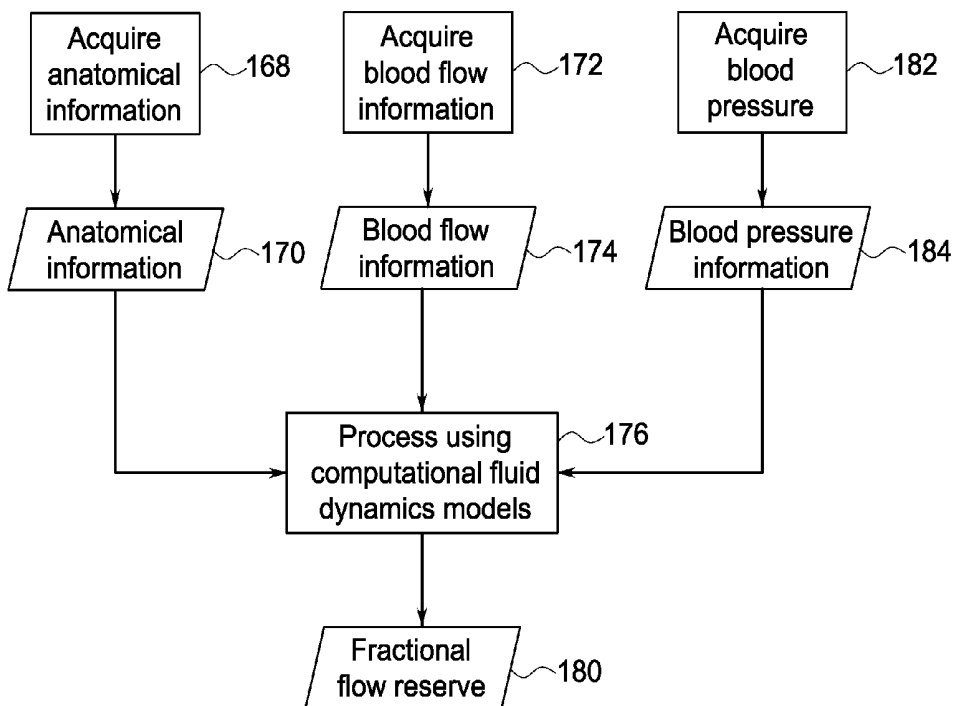 Acquire
anatomical
information
168
Acquire
blood flow
information
172
Acquire
blood
pressure
182
Anatomical
information
170
Blood flow
information
174
Blood pressure
information
184
Process using
computational fluid
dynamics models
176
Fractional
flow reserve
180